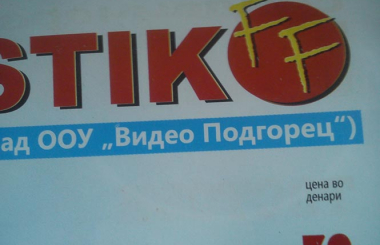 STIK FF
ад ООУ „Видео Подгорец“)
цена во
денари